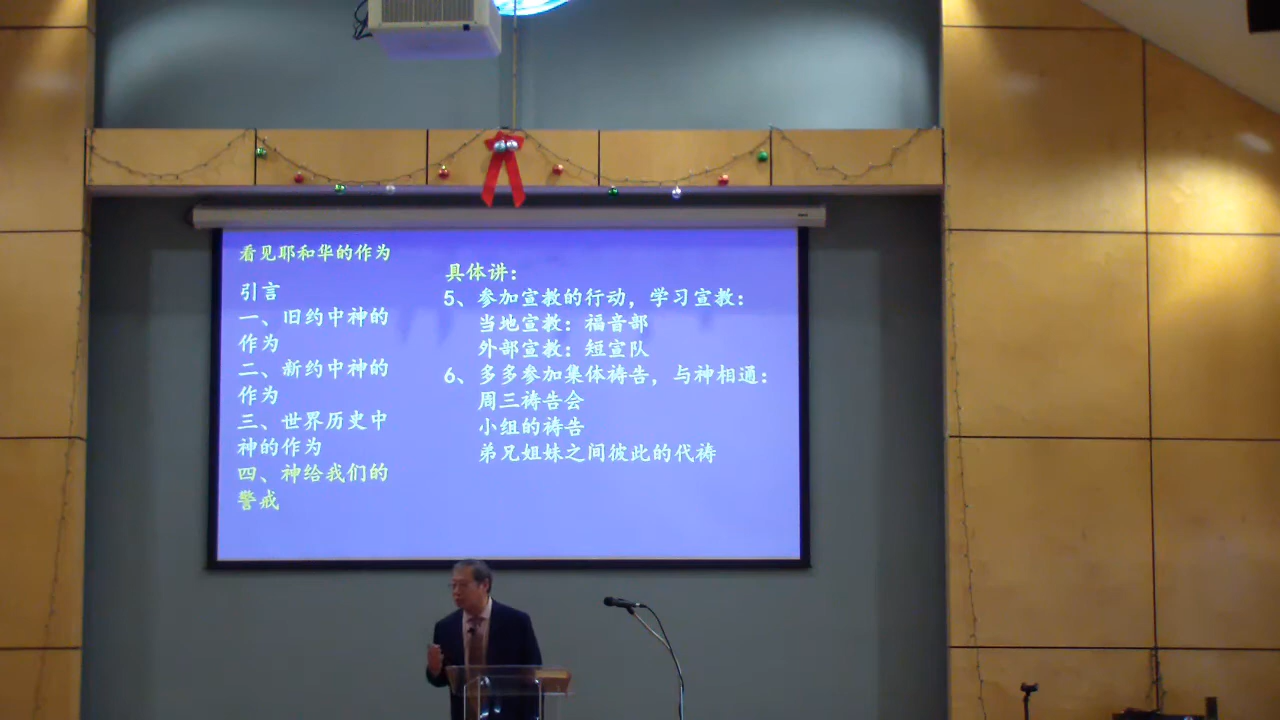 看见耶和华的作为
引言
一、旧约中神的
作为
二、新约中神的
作为
三、世界历史中
神的作为
四、神给我们的
警戒
具体讲：
5、参加宣教的行动，学习宣教：
当地宣教：福音部
外部宣教：短宣队
6、多多参加集体祷告，与神相通：
周三祷告会
小组的祷告
弟兄姐妹之间彼此的代祷